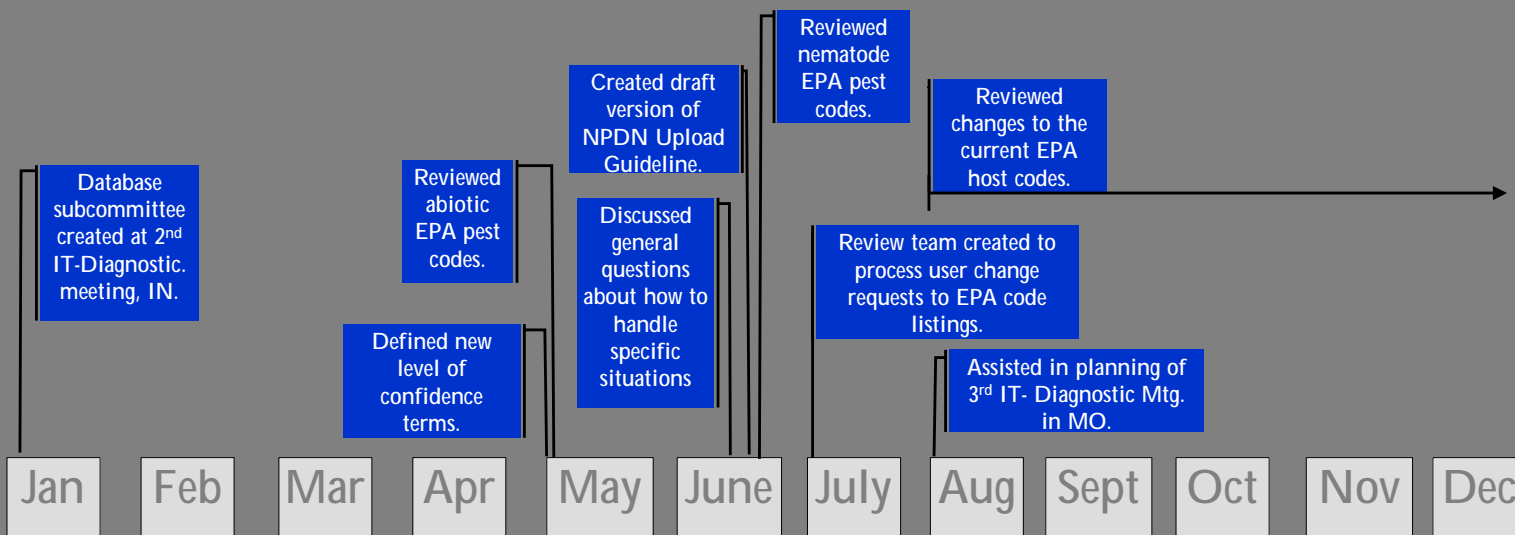 Database
subcommittee
created at 2nd
IT-Diagnostic.
meeting, IN.
Reviewed
abiotic
EPA pest
codes.
Defined new
level of
confidence
terms.
Created draft
version of
NPDN Upload
Guideline.
Discussed
general
questions
about how to
handle
specific
situations
Reviewed
nematode
EPA pest
codes.
Reviewed
changes to the
current EPA
host codes.
Review team created to
process user change
requests to EPA code
listings.
Assisted in planning of
3rd IT- Diagnostic Mtg.
in MO.
Jan Feb Mar Apr May June July Aug Sept Oct Nov Dec